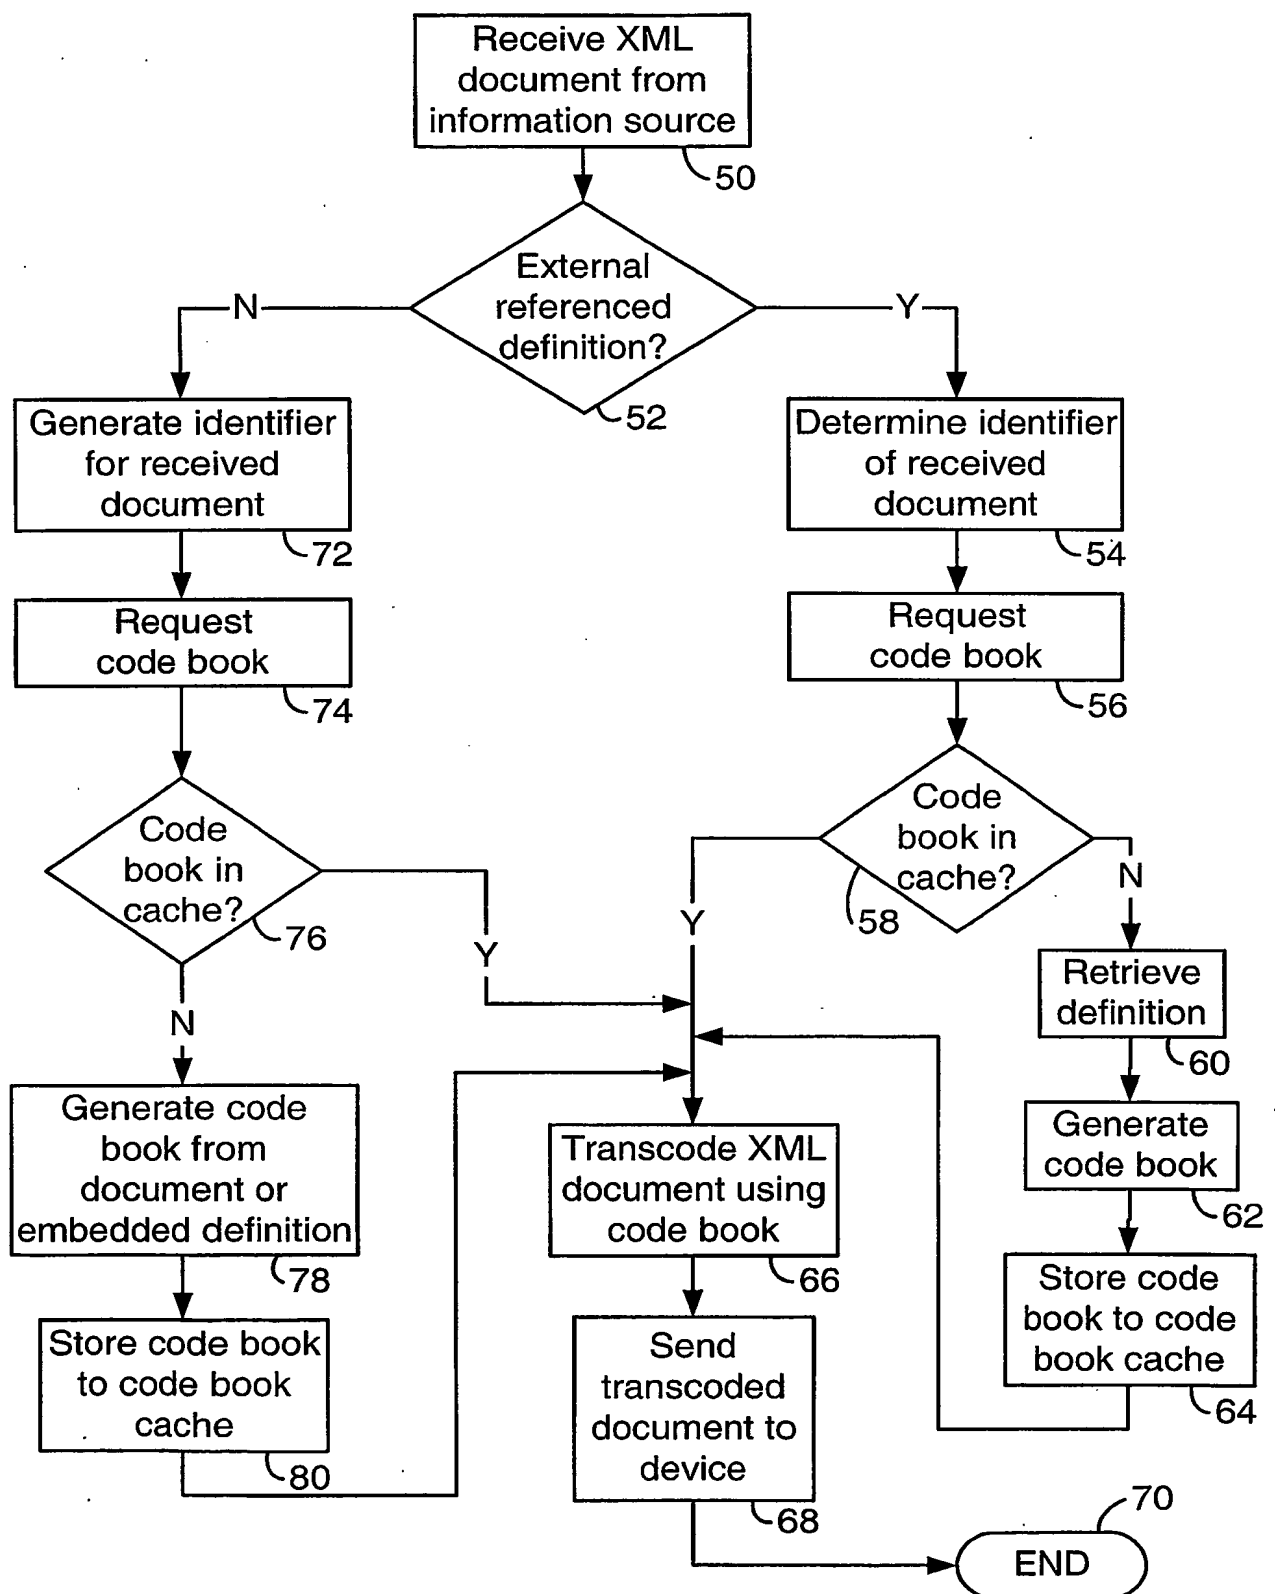 Receive XML
document from
information source
50
External
referenced
definition?
52
N
Y
Generate identifier
for received
document
72
Determine identifier
of received
document
54
Request
code book
74
Request
code book
56
Code
book in
cache?
76
Code
book in
cache?
58
Y
N
Y
N
Retrieve
definition
60
Generate code
book from
document or
embedded definition
78
Transcode XML
document using
code book
66
Generate
code book
62
Store code book
to code book
cache
80
Send
transcoded
document to
device
68
Store code
book to code
book cache
64
70
END